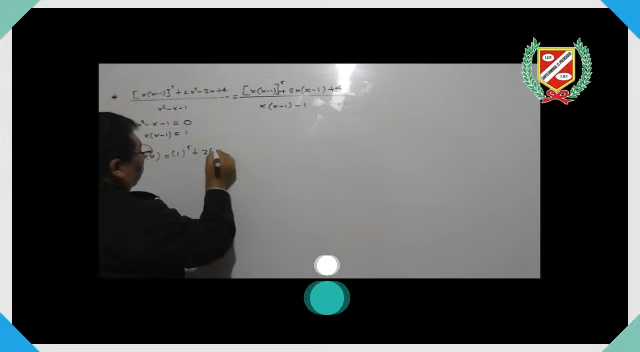 * [x(x-1)]⁵ + 2x² - 2x + 4 / x² - x - 1 = [x(x-1)]⁵ + 2x(x-1) + 4 / x(x-1) - 1
x² - x - 1 = 0
x(x-1) = 1
(x) = (1)⁵ + 2(